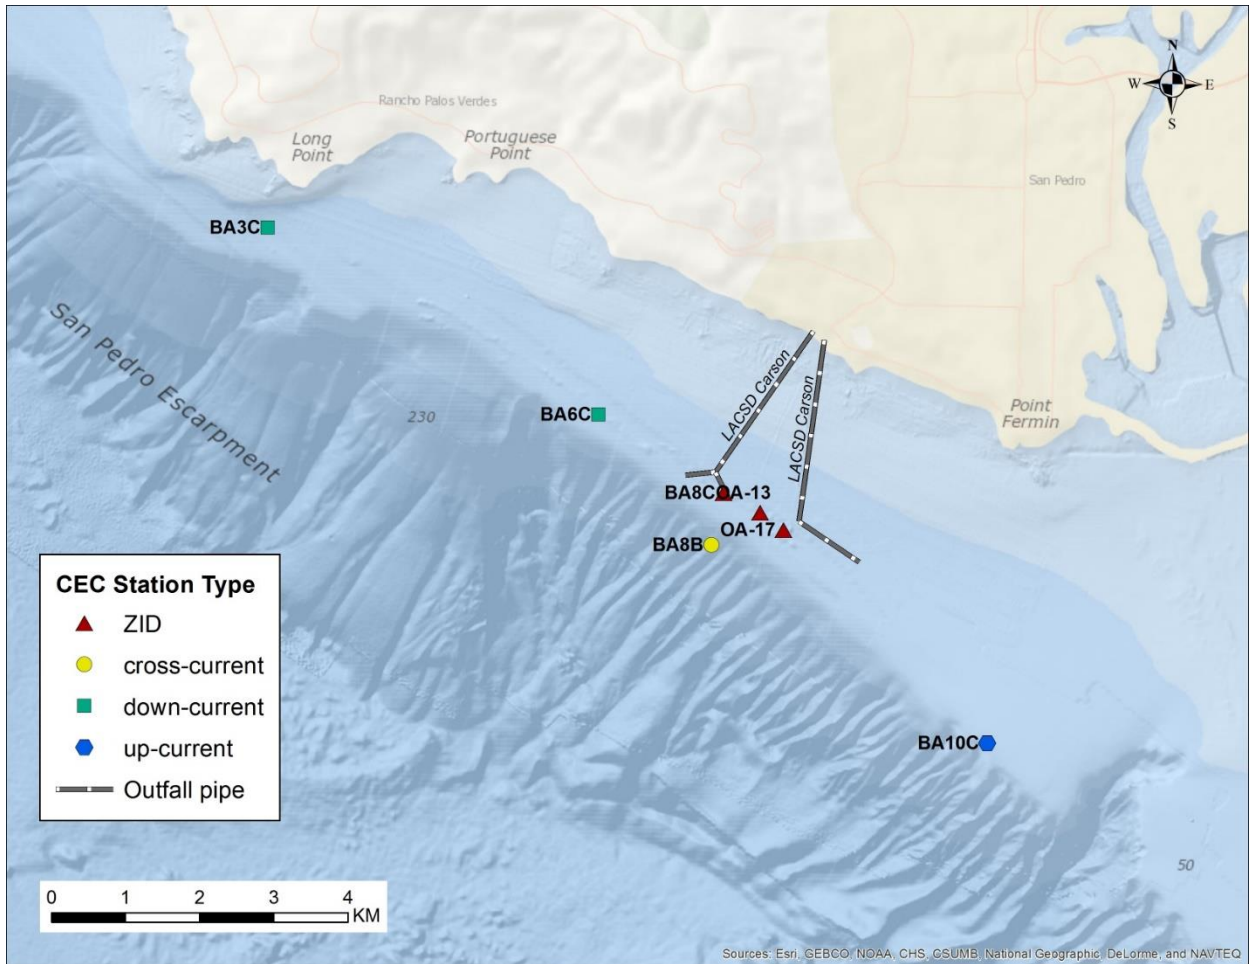 N
W
E
S
Rancho Palos Verdes
Long
Point
Portuguese
Point
San Pedro
BA3C
San Pedro Escarpment
LACSD Carson
LACSD Carson
BA6C
230
Point
Fermin
BA8C
OA-13
OA-17
BA8B
CEC Station Type
ZID
cross-current
down-current
up-current
Outfall pipe
BA10C
50
0 1 2 3 4
KM
Sources: Esri, GEBCO, NOAA, CHS, CSUMB, National Geographic, DeLorme, and NAVTEQ